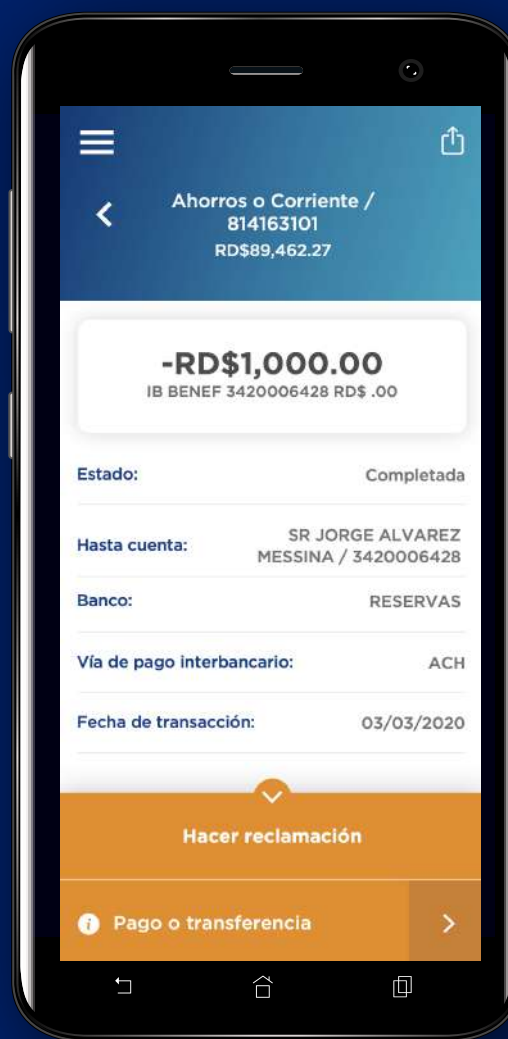 Ahorros o Corriente /
814163101
RD$89,462.27
-RD$1,000.00
IB BENEF 3420006428 RD$ .00
Estado: Completada
Hasta cuenta: SR JORGE ALVAREZ
MESSINA / 3420006428
Banco: RESERVAS
Vía de pago interbancario: ACH
Fecha de transacción: 03/03/2020
Hacer reclamación
Pago o transferencia